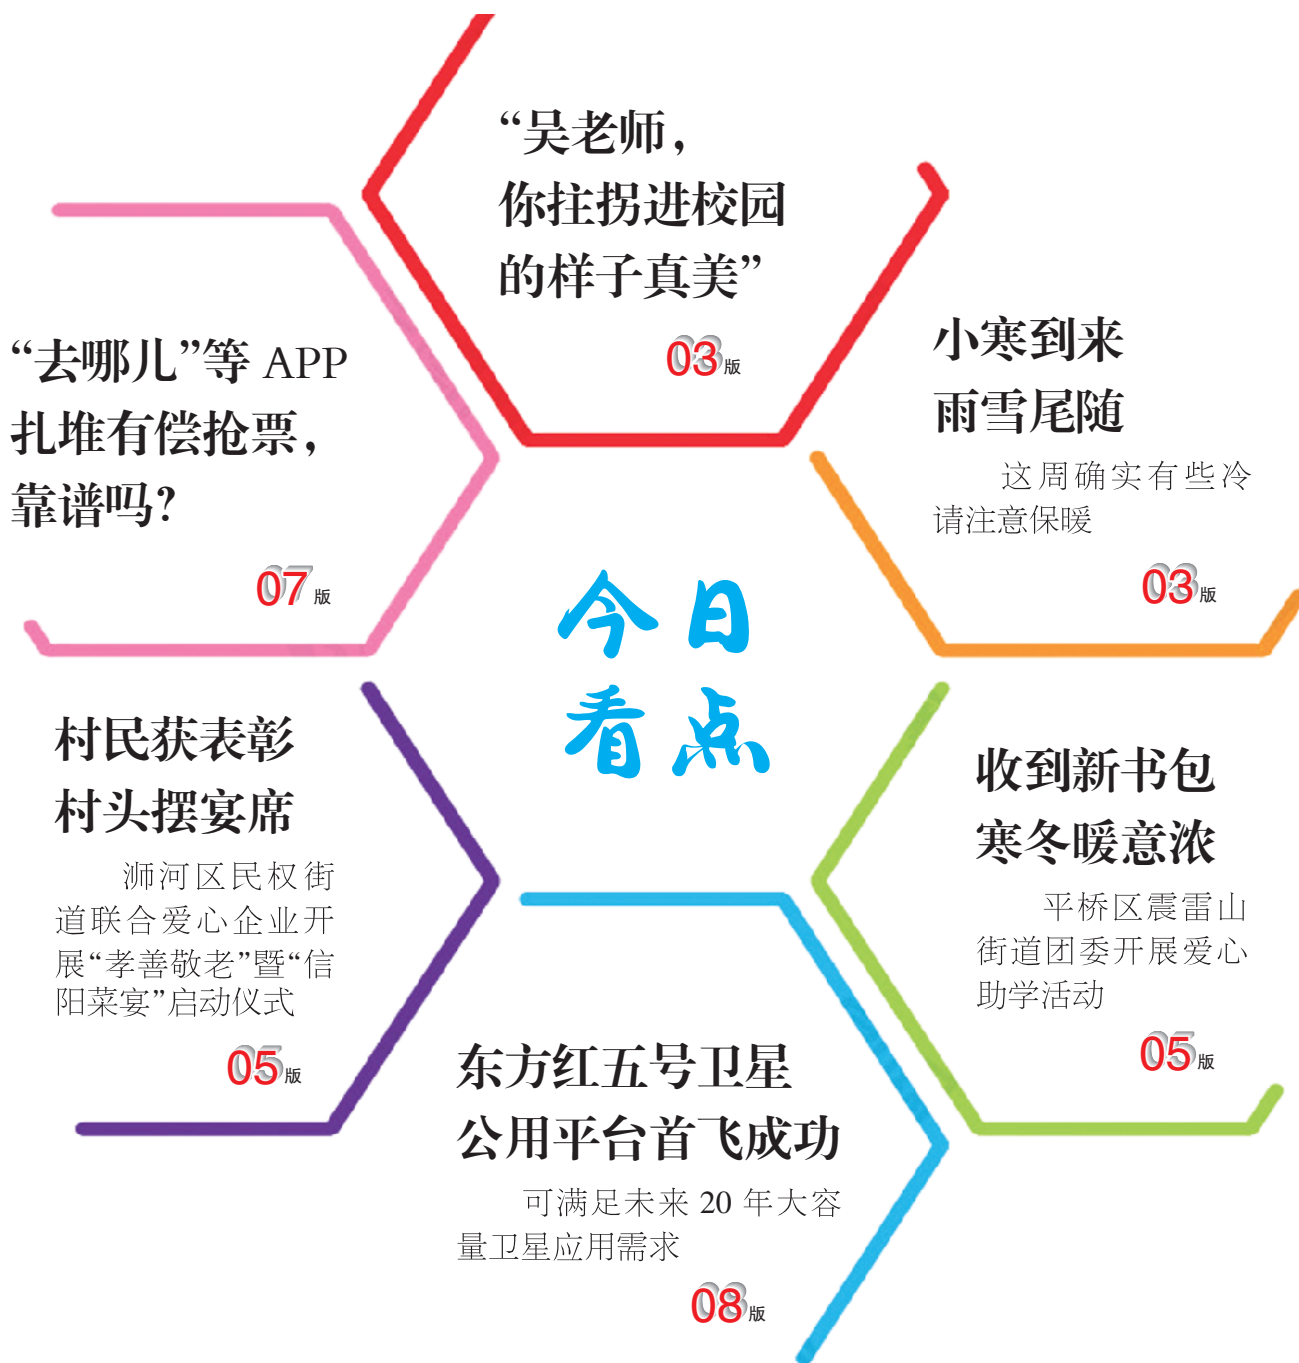 “吴老师，
你拄拐进校园
的样子真美”
03版
“去哪儿”等 APP
扎堆有偿抢票，
靠谱吗？
07版
小寒到来
雨雪尾随
这周确实有些冷
请注意保暖
03版
今日
看点
村民获表彰
村头摆宴席
浉河区民权街
道联合爱心企业开
展“孝善敬老”暨“信
阳菜宴”启动仪式
05版
收到新书包
寒冬暖意浓
平桥区震雷山
街道团委开展爱心
助学活动
05版
东方红五号卫星
公用平台首飞成功
可满足未来 20 年大容
量卫星应用需求
08版